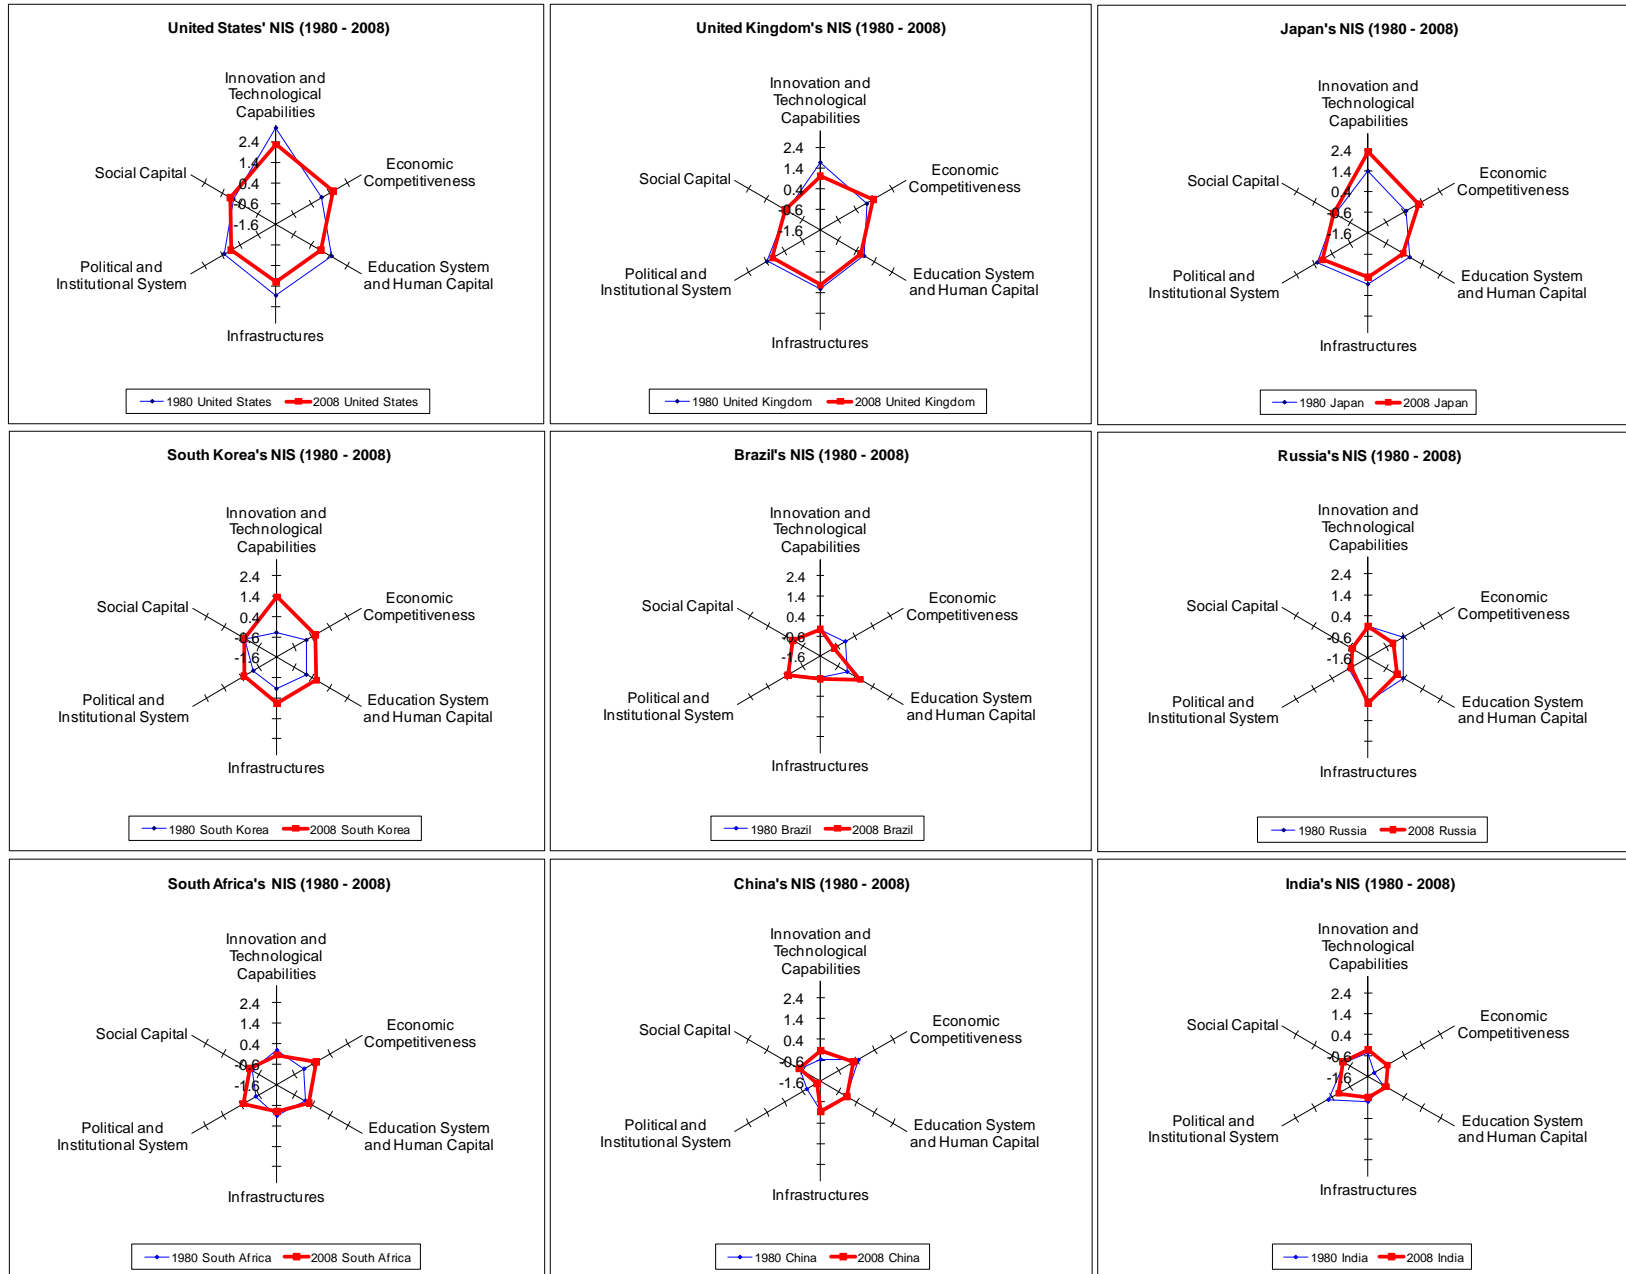 United States' NIS (1980 - 2008)
Innovation and
Technological
Capabilities
2.4
1.4
0.4
-0.6
-1.6
Social Capital
Economic
Competitiveness
Political and
Institutional System
Education System
and Human Capital
Infrastructures
1980 United States
2008 United States
United Kingdom's NIS (1980 - 2008)
Innovation and
Technological
Capabilities
2.4
1.4
0.4
-0.6
-1.6
Social Capital
Economic
Competitiveness
Political and
Institutional System
Education System
and Human Capital
Infrastructures
1980 United Kingdom
2008 United Kingdom
Japan's NIS (1980 - 2008)
Innovation and
Technological
Capabilities
2.4
1.4
0.4
-0.6
-1.6
Social Capital
Economic
Competitiveness
Political and
Institutional System
Education System
and Human Capital
Infrastructures
1980 Japan
2008 Japan
South Korea's NIS (1980 - 2008)
Innovation and
Technological
Capabilities
2.4
1.4
0.4
-0.6
-1.6
Social Capital
Economic
Competitiveness
Political and
Institutional System
Education System
and Human Capital
Infrastructures
1980 South Korea
2008 South Korea
Brazil's NIS (1980 - 2008)
Innovation and
Technological
Capabilities
2.4
1.4
0.4
-0.6
-1.6
Social Capital
Economic
Competitiveness
Political and
Institutional System
Education System
and Human Capital
Infrastructures
1980 Brazil
2008 Brazil
Russia's NIS (1980 - 2008)
Innovation and
Technological
Capabilities
2.4
1.4
0.4
-0.6
-1.6
Social Capital
Economic
Competitiveness
Political and
Institutional System
Education System
and Human Capital
Infrastructures
1980 Russia
2008 Russia
South Africa's NIS (1980 - 2008)
Innovation and
Technological
Capabilities
2.4
1.4
0.4
-0.6
-1.6
Social Capital
Economic
Competitiveness
Political and
Institutional System
Education System
and Human Capital
Infrastructures
1980 South Africa
2008 South Africa
China's NIS (1980 - 2008)
Innovation and
Technological
Capabilities
2.4
1.4
0.4
-0.6
-1.6
Social Capital
Economic
Competitiveness
Political and
Institutional System
Education System
and Human Capital
Infrastructures
1980 China
2008 China
India's NIS (1980 - 2008)
Innovation and
Technological
Capabilities
2.4
1.4
0.4
-0.6
-1.6
Social Capital
Economic
Competitiveness
Political and
Institutional System
Education System
and Human Capital
Infrastructures
1980 India
2008 India